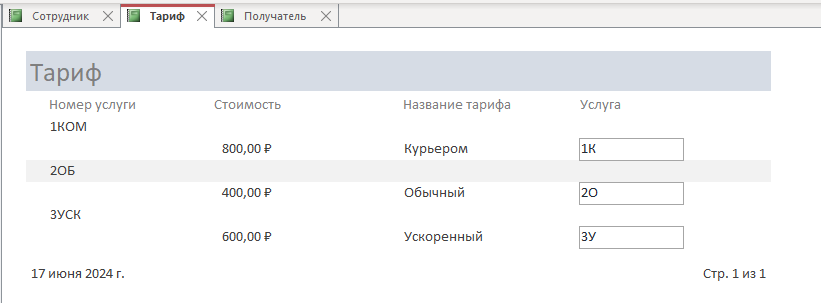 Сотрудник Тариф Получатель
Тариф
Номер услуги Стоимость Название тарифа Услуга
1КОМ
800,00 ₽ Курьером 1К
2ОБ
400,00 ₽ Обычный 2О
3УСК
600,00 ₽ Ускоренный 3У
17 июня 2024 г. Стр. 1 из 1